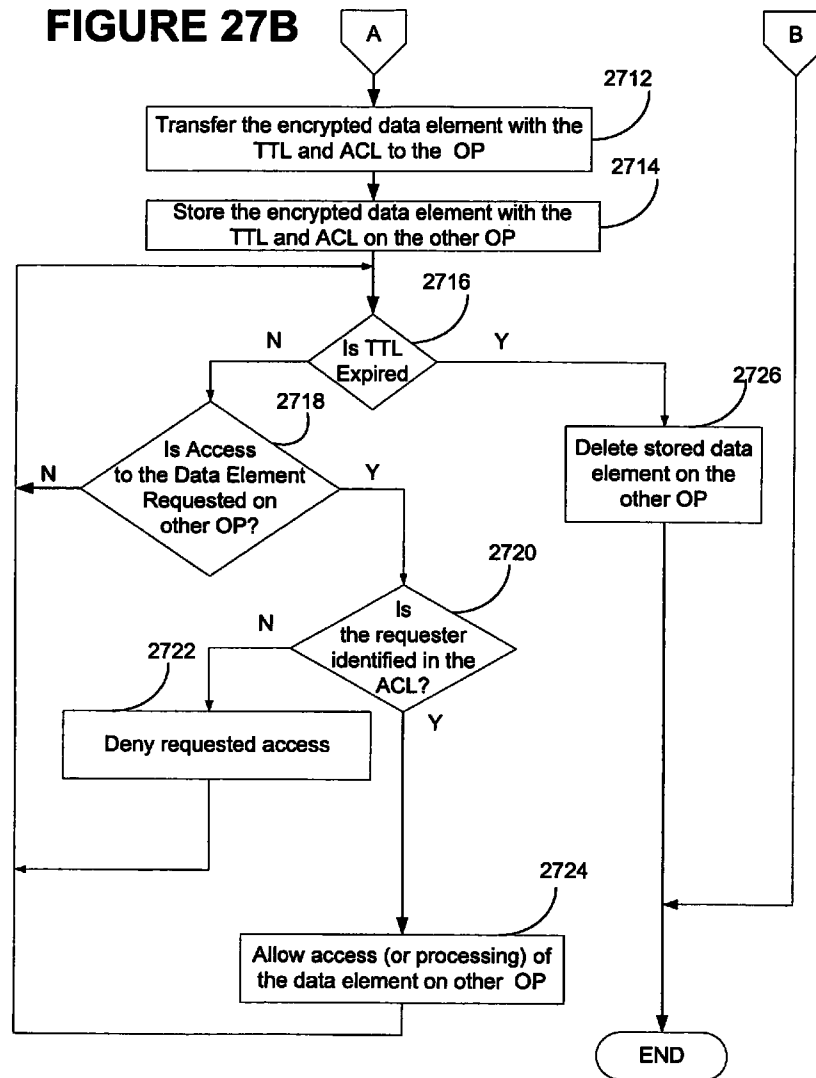 FIGURE 27B
A
B
2712
Transfer the encrypted data element with the
TTL and ACL to the OP
2714
Store the encrypted data element with the
TTL and ACL on the other OP
2716
N
Is TTL
Expired
Y
2718
2726
Is Access
to the Data Element
Requested on
other OP?
N
Y
Delete stored data
element on the
other OP
2720
Is
the requester
identified in the
ACL?
N
Y
2722
Deny requested access
2724
Allow access (or processing) of
the data element on other OP
END